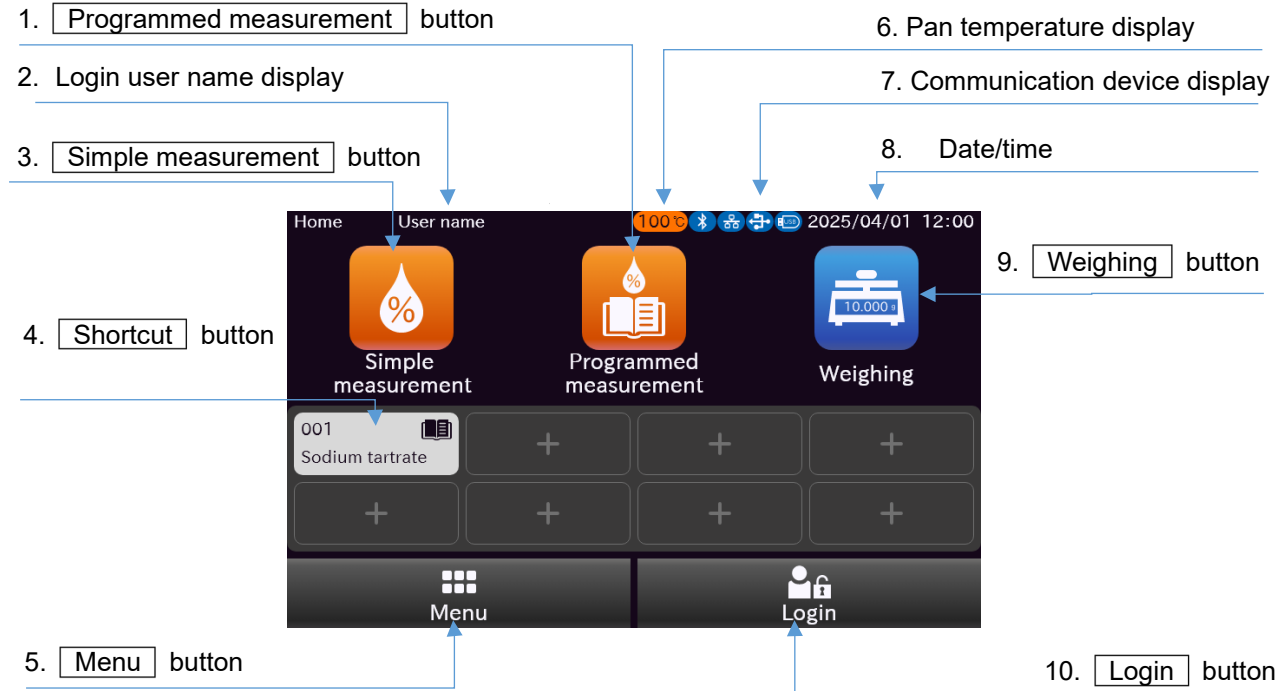 1. Programmed measurement button
2. Login user name display
3. Simple measurement button
4. Shortcut button
5. Menu button
6. Pan temperature display
7. Communication device display
8. Date/time
9. Weighing button
10. Login button
Home User name 100℃ USB 2025/04/01 12:00
%
%
10.000 g
Simple
measurement
Programmed
measurement
Weighing
001
Sodium tartrate
+ + +
+ + + +
Menu
Login